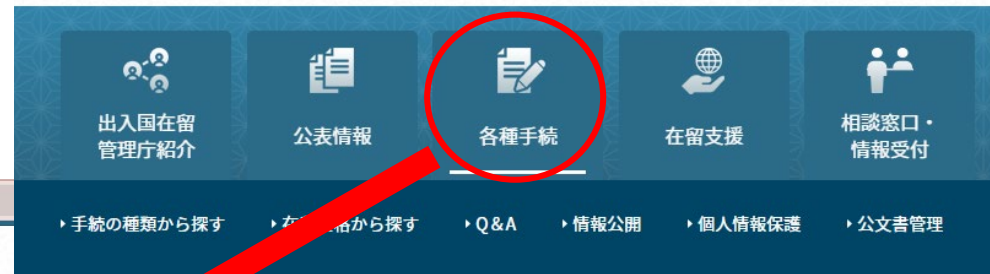 出入国在留
管理庁紹介
公表情報
各種手続
在留支援
相談窓口・
情報受付
手続の種類から探す
から探す
Q&A
情報公開
個人情報保護
公文書管理